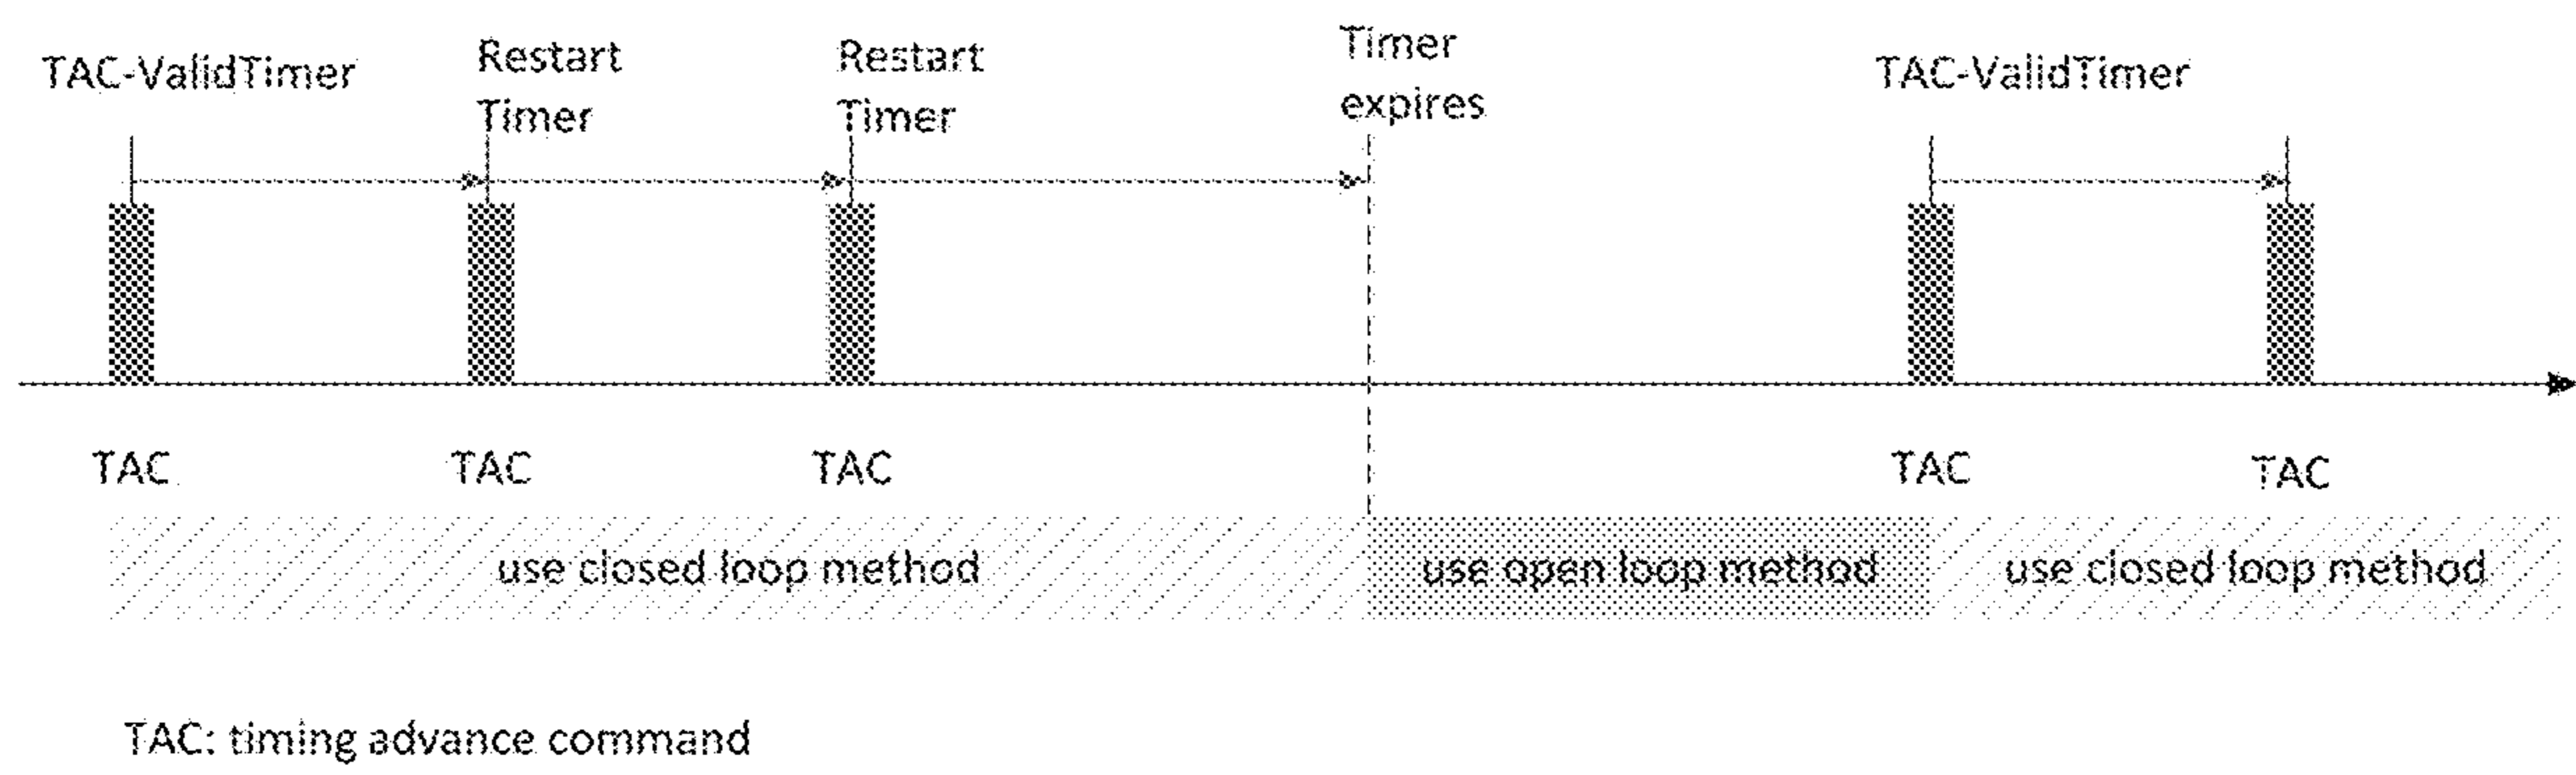 TAC-ValidTimer
Restart
Timer
Restart
Timer
Timer
expires
TAC-ValidTimer
TAC
TAC
TAC
TAC
TAC
use closed loop method
use open loop method
use closed loop method
TAC: timing advance command